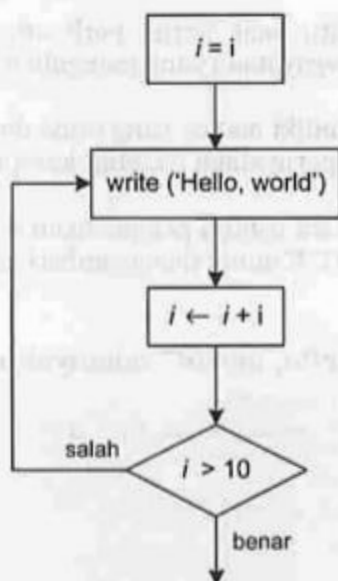 i = i
write ('Hello, world')
i ← i + i
salah
i > 10
benar